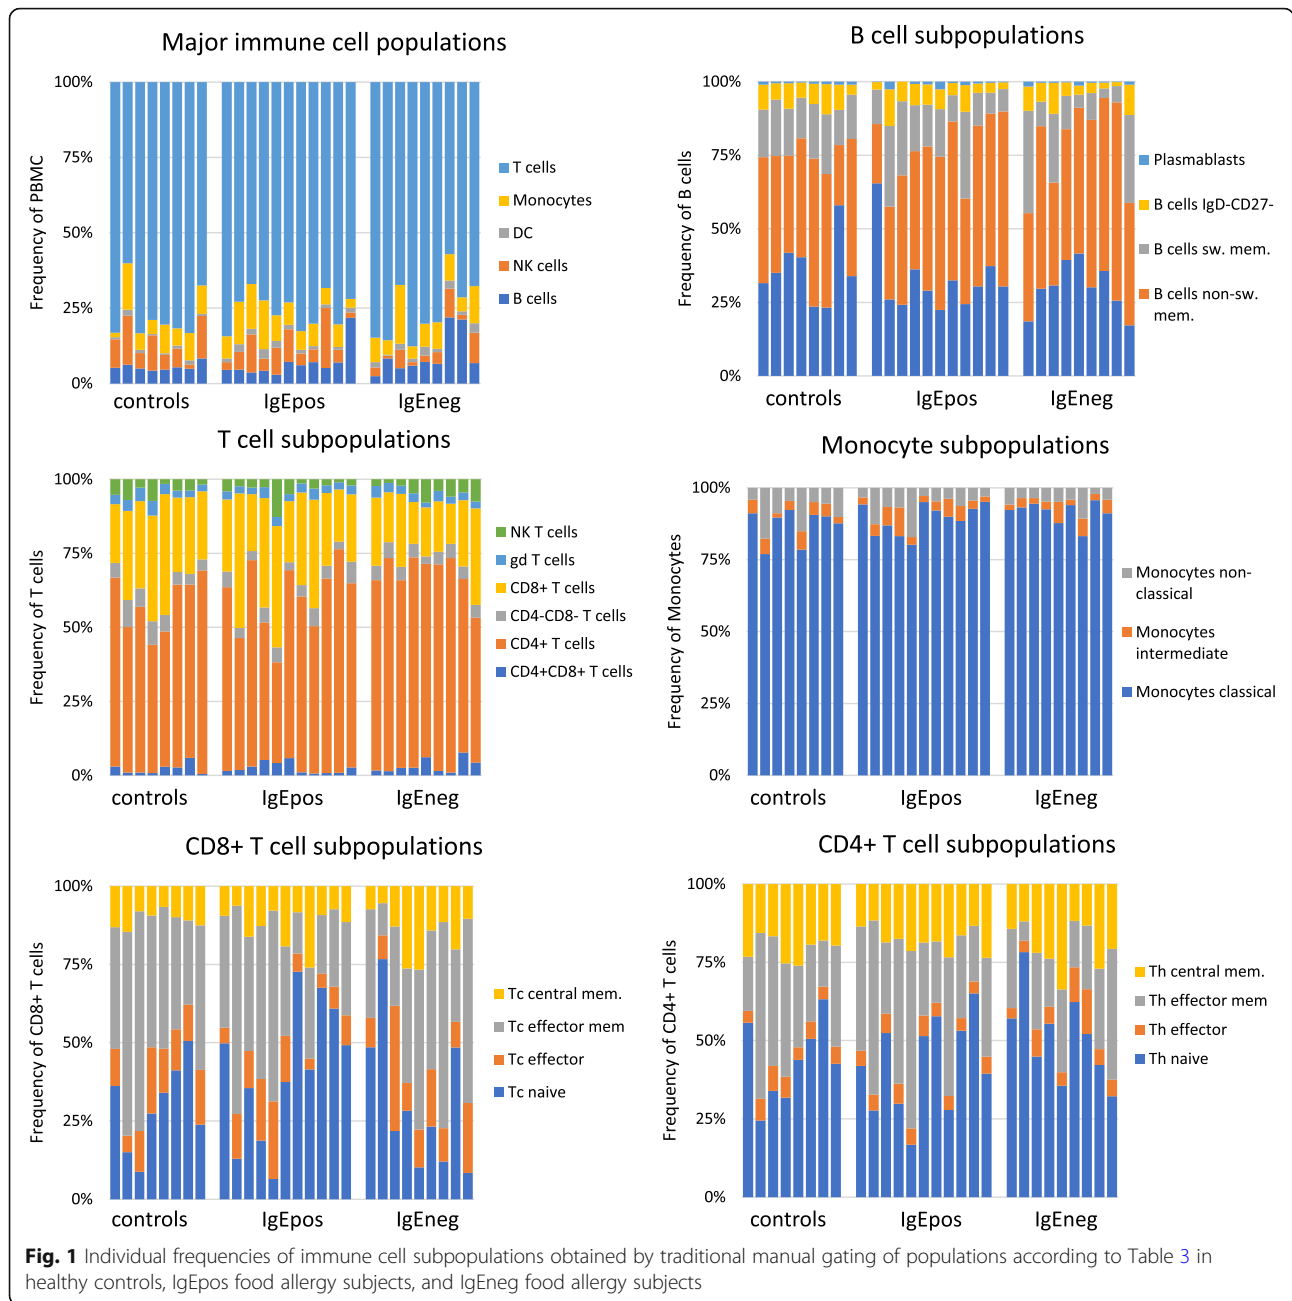 Major immune cell populations
100%
75%
50%
25%
0%
Frequency of PBMC
controls
IgEpos
IgEneg
T cells
Monocytes
DC
NK cells
B cells
B cell subpopulations
100%
75%
50%
25%
0%
Frequency of B cells
controls
IgEpos
IgEneg
Plasmablasts
B cells IgD-CD27-
B cells sw. mem.
B cells non-sw.
mem.
T cell subpopulations
100%
75%
50%
25%
0%
Frequency of T cells
controls
IgEpos
IgEneg
NK T cells
gd T cells
CD8+ T cells
CD4-CD8- T cells
CD4+ T cells
CD4+CD8+ T cells
Monocyte subpopulations
100%
75%
50%
25%
0%
Frequency of Monocytes
controls
IgEpos
IgEneg
Monocytes non-
classical
Monocytes
intermediate
Monocytes classical
CD8+ T cell subpopulations
100%
75%
50%
25%
0%
Frequency of CD8+ T cells
controls
IgEpos
IgEneg
Tc central mem.
Tc effector mem
Tc effector
Tc naive
CD4+ T cell subpopulations
100%
75%
50%
25%
0%
Frequency of CD4+ T cells
controls
IgEpos
IgEneg
Th central mem.
Th effector mem
Th effector
Th naive
Fig. 1 Individual frequencies of immune cell subpopulations obtained by traditional manual gating of populations according to Table 3 in
healthy controls, IgEpos food allergy subjects, and IgEneg food allergy subjects